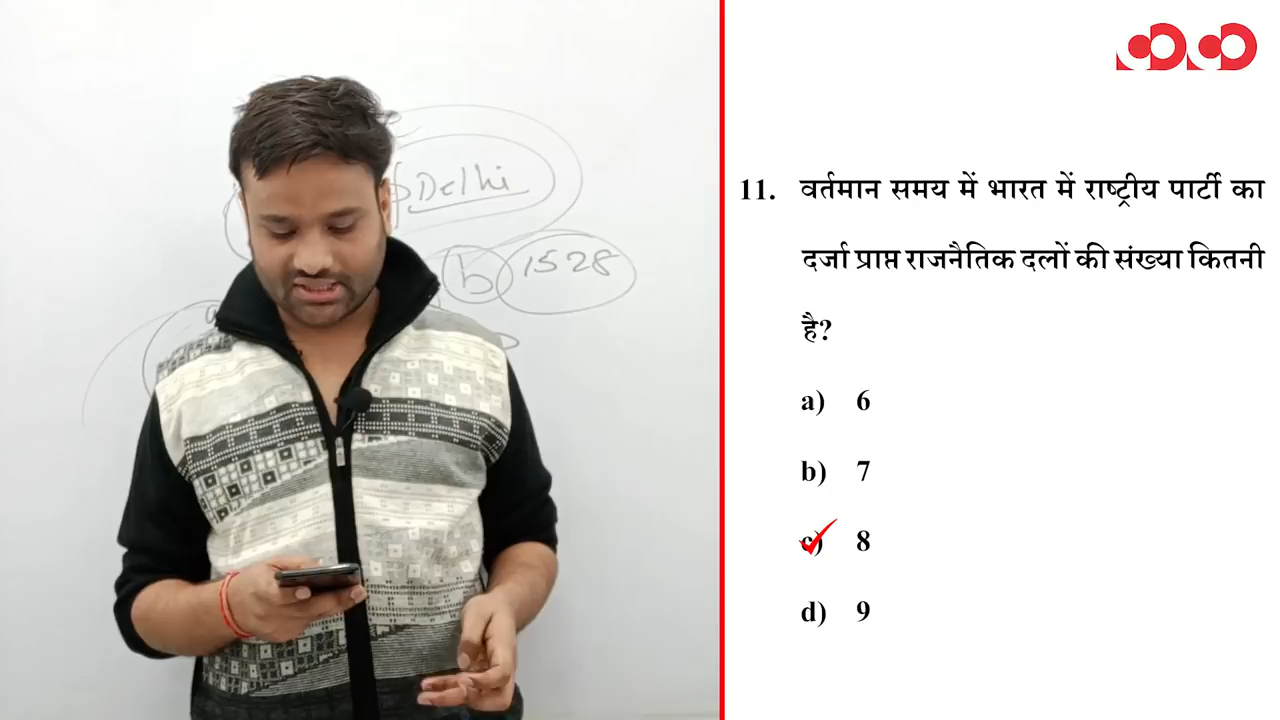 Delhi
b 1528
11. वर्तमान समय में भारत में राष्ट्रीय पार्टी का
दर्जा प्राप्त राजनैतिक दलों की संख्या कितनी
है?
a) 6
b) 7
c) 8
d) 9